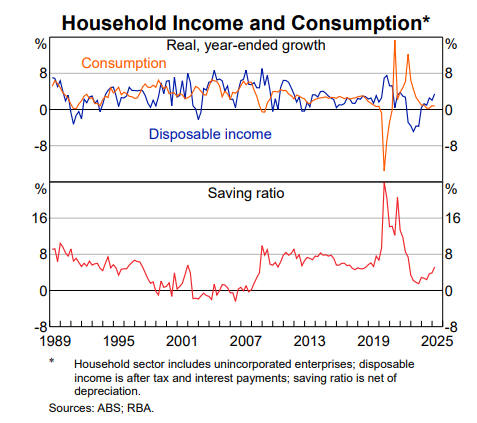 Household Income and Consumption*
% Real, year-ended growth %
Consumption
8 8
0 0
Disposable income
-8 -8
% Saving ratio %
16 16
8 8
0 0
-8 -8
1989 1995 2001 2007 2013 2019 2025
* Household sector includes unincorporated enterprises; disposable
income is after tax and interest payments; saving ratio is net of
depreciation.
Sources: ABS; RBA.